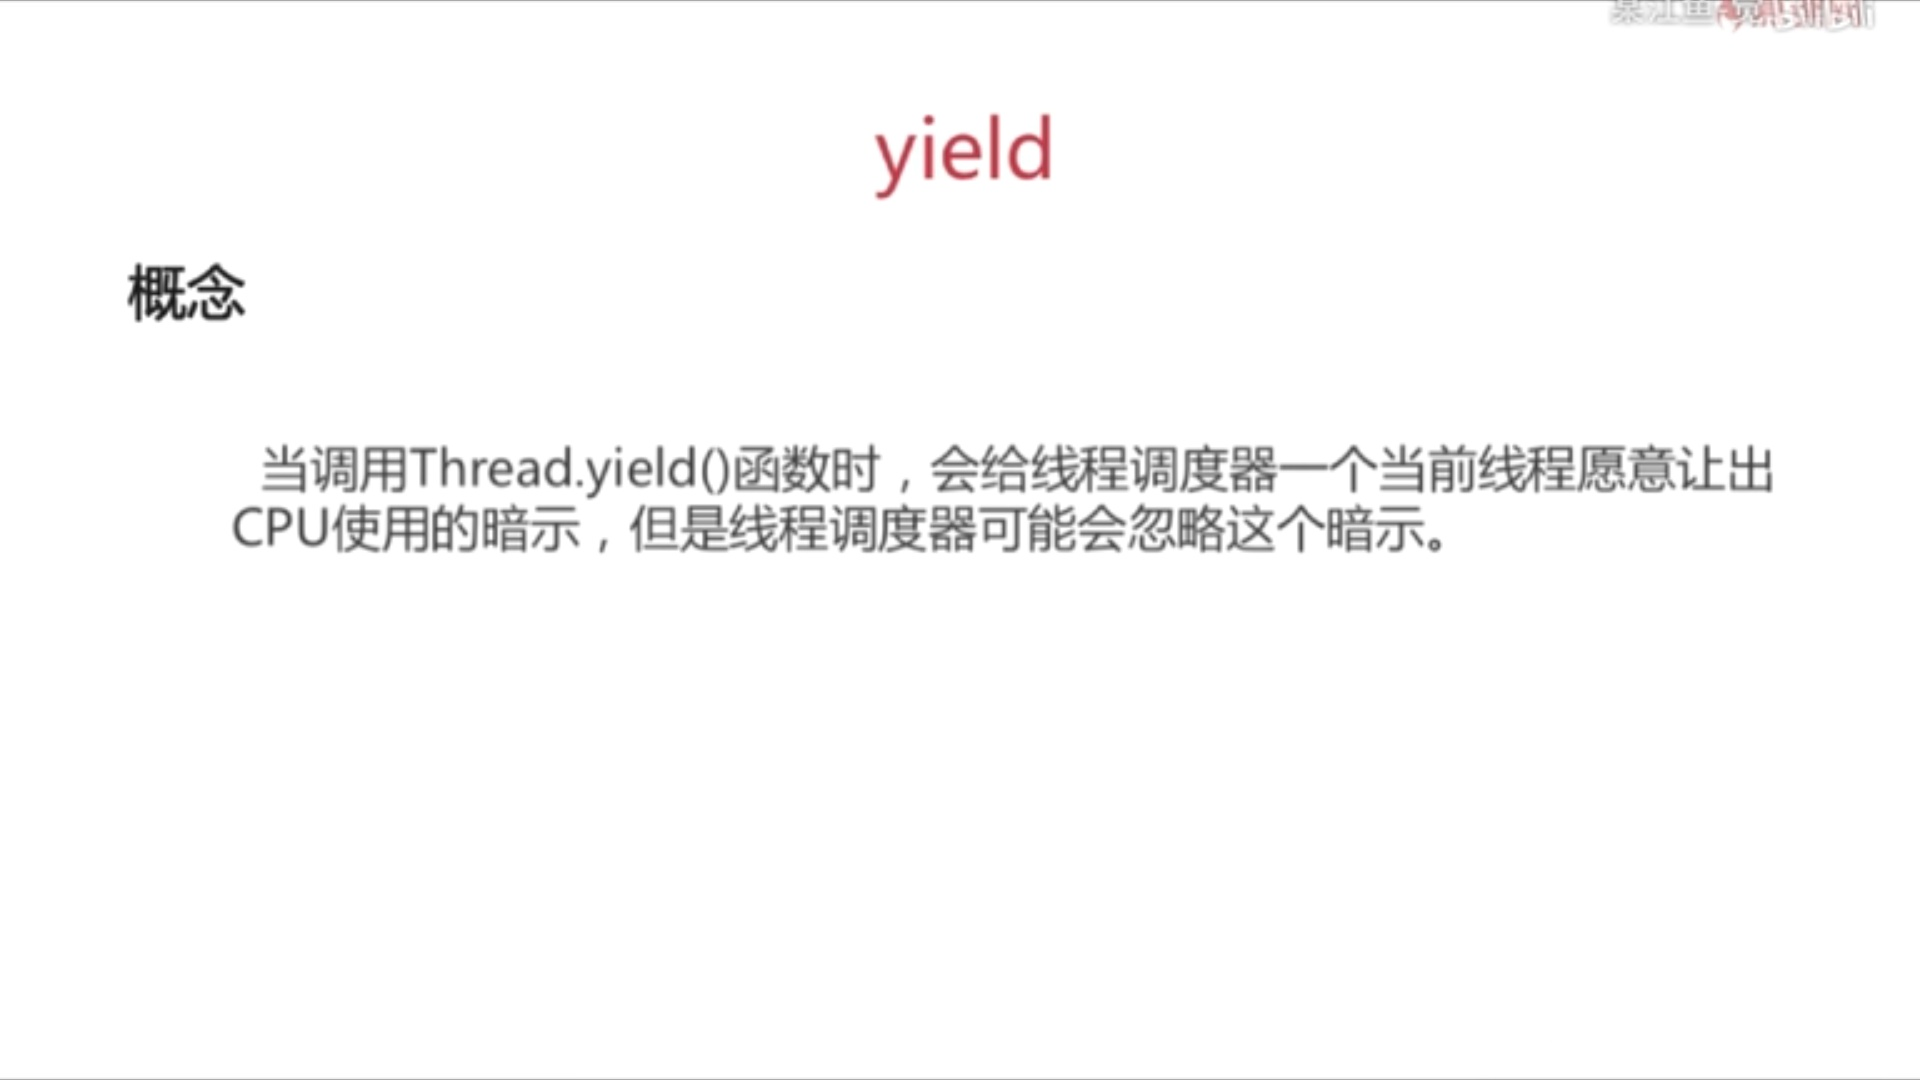 yield
概念
当调用Thread.yield()函数时，会给线程调度器一个当前线程愿意让出
CPU使用的暗示，但是线程调度器可能会忽略这个暗示。